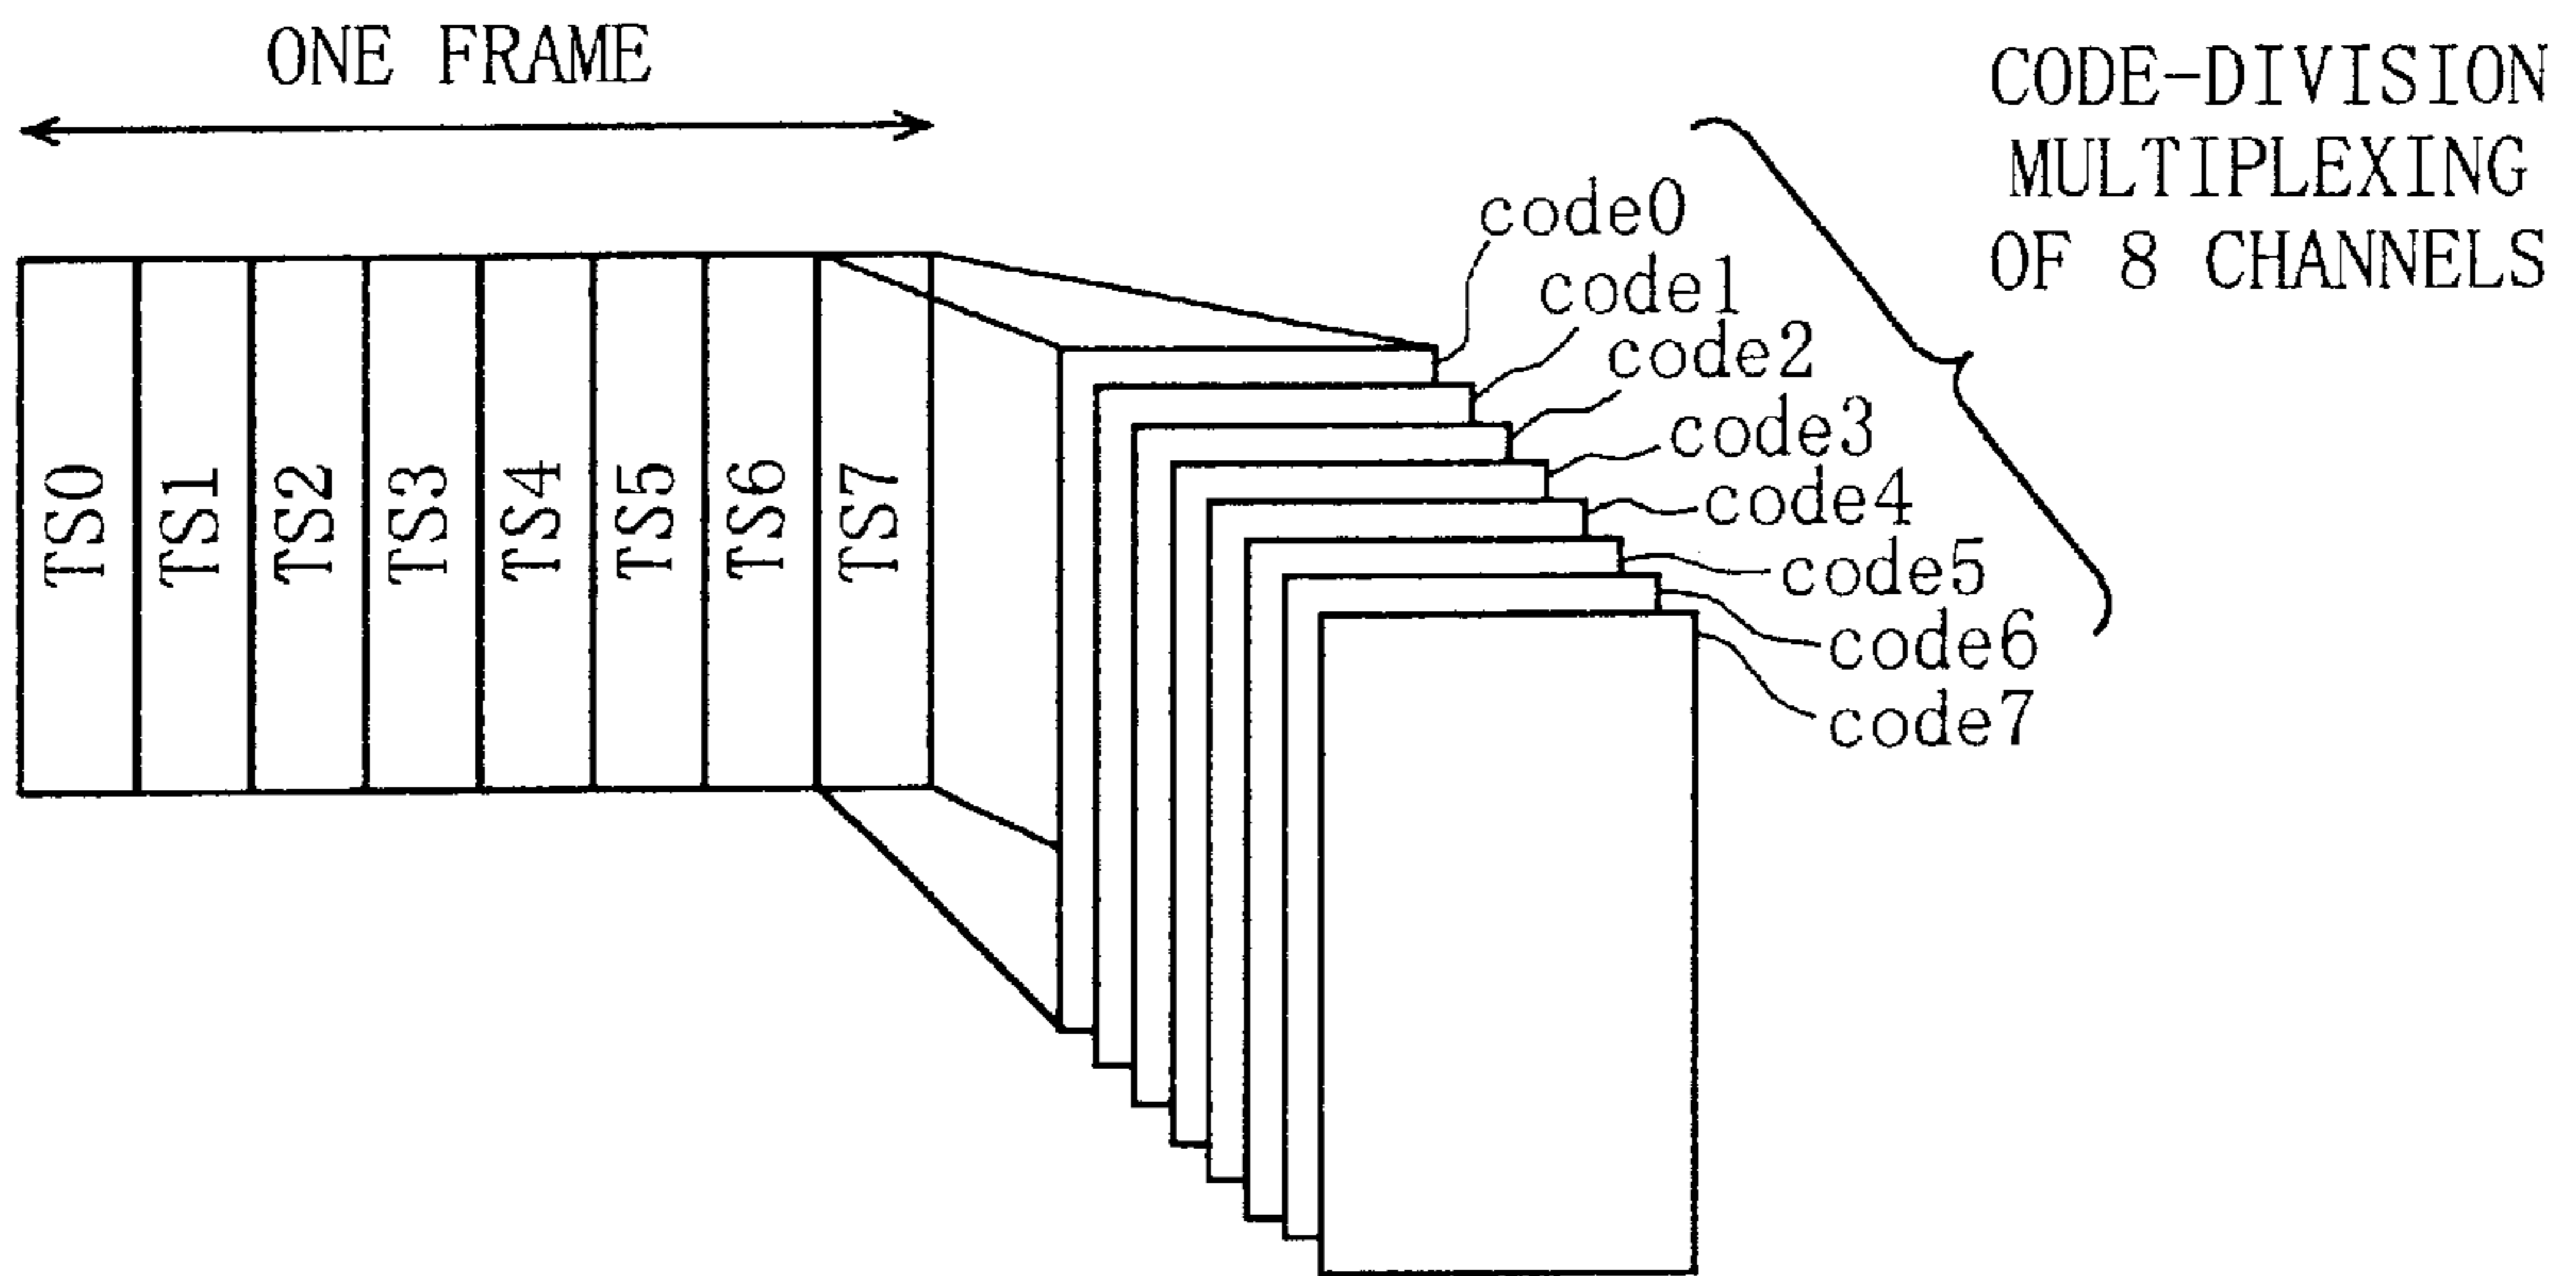 ONE FRAME
CODE-DIVISION
MULTIPLEXING
OF 8 CHANNELS
code0
code1
code2
code3
code4
code5
code6
code7
TS0
TS1
TS2
TS3
TS4
TS5
TS6
TS7